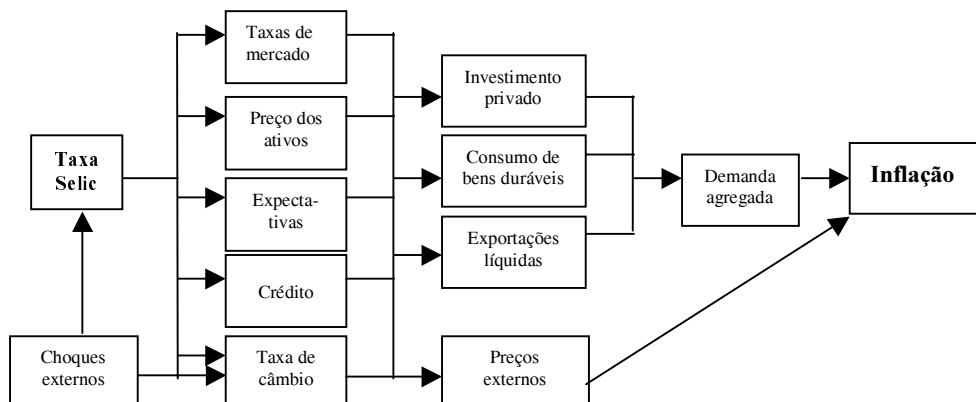 Taxas de
mercado
Investimento
privado
Preço dos
ativos
Taxa
Selic
Consumo de
bens duráveis
Demanda
agregada
Inflação
Expecta-
tivas
Exportações
líquidas
Crédito
Choques
externos
Taxa de
câmbio
Preços
externos